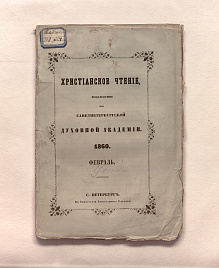 ХРИСТІАНСКОЕ ЧТЕНІЕ,
ИЗДАВАЕМОЕ
ПРИ
САНКТПЕТЕРБУРГСКОЙ
ДУХОВНОЙ АКАДЕМІИ.
1860.
ФЕВРАЛЬ.
С. ПЕТЕРБУРГЪ.